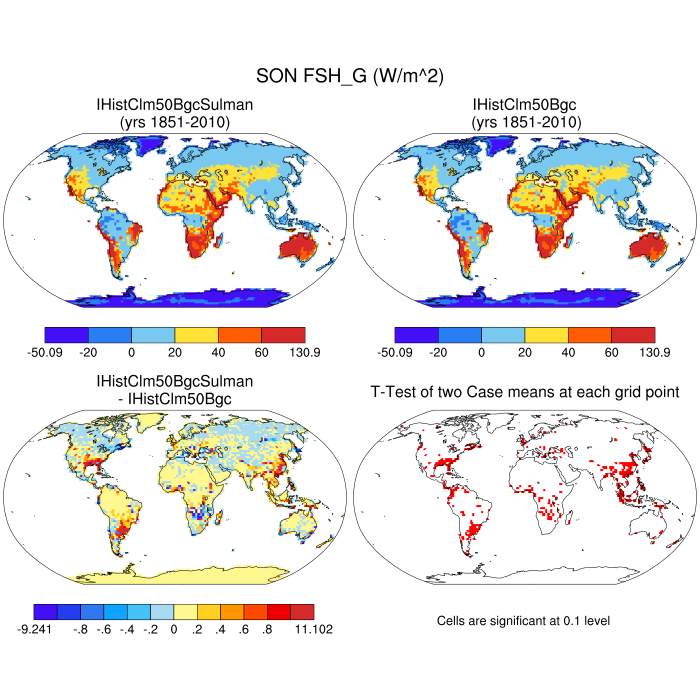 SON FSH_G (W/m^2)
IHistClm50BgcSulman
(yrs 1851-2010)
IHistClm50Bgc
(yrs 1851-2010)
-50.09 -20 0 20 40 60 130.9
-50.09 -20 0 20 40 60 130.9
IHistClm50BgcSulman
- IHistClm50Bgc
T-Test of two Case means at each grid point
-9.241 -.8 -.6 -.4 -.2 0 .2 .4 .6 .8 11.102
Cells are significant at 0.1 level